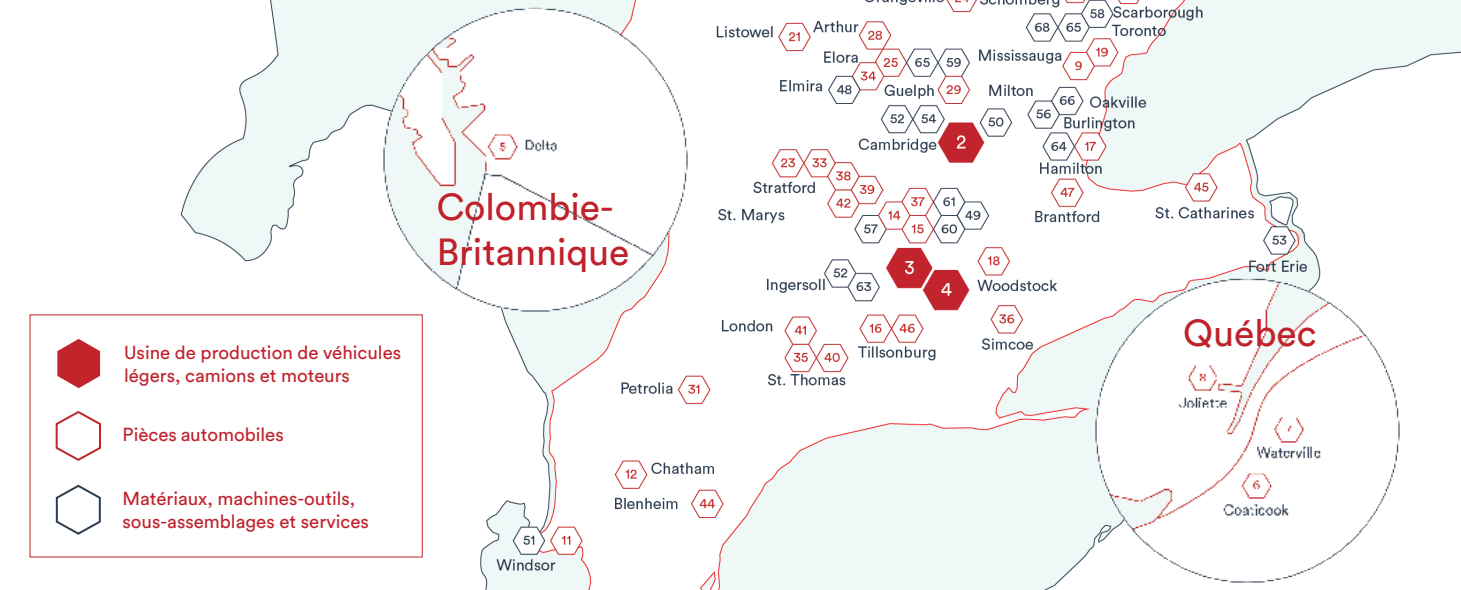 Schomberg
58
Scarborough
68
65
Toronto
Listowel
21
Arthur
28
Mississauga
19
9
Elora
25
65
59
34
Elmira
48
Guelph
29
Milton
66
Oakville
56
Burlington
52
54
50
Cambridge
2
64
17
Hamilton
5
Delta
23
33
38
39
Stratford
42
47
Brantford
45
St. Catharines
St. Marys
37
61
14
49
57
15
60
53
Fort Erie
Colombie-
Britannique
3
4
18
Woodstock
Ingersoll
52
63
London
41
16
46
Tillsonburg
36
Simcoe
35
40
St. Thomas
Petrolia
31
Québec
8
Joliette
Waterville
6
Coaticook
12
Chatham
Blenheim
44
51
11
Windsor
Usine de production de véhicules
légers, camions et moteurs
Pièces automobiles
Matériaux, machines-outils,
sous-assemblages et services